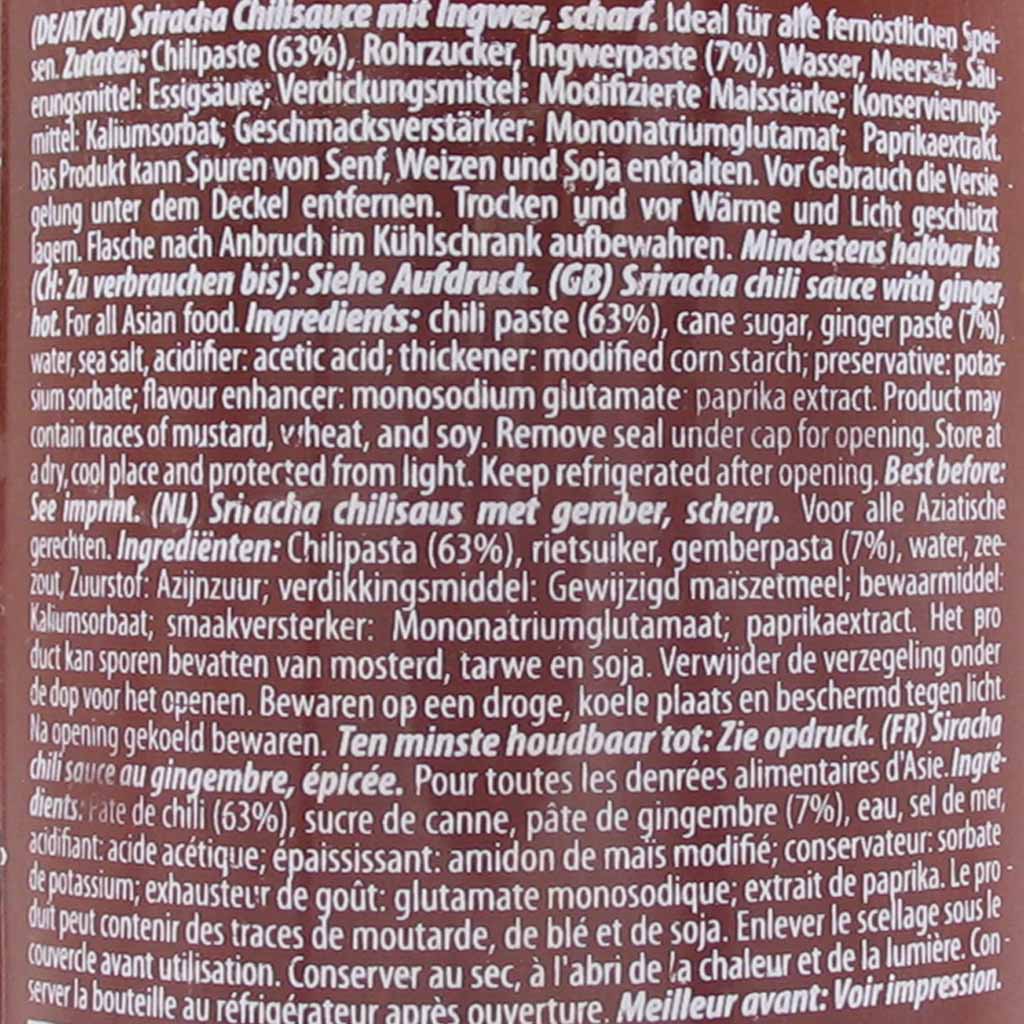 (DE/AT/CH) Sriracha Chilisauce mit Ingwer, scharf. Ideal für alle fernöstlichen Spei-
sen. Zutaten: Chilipaste (63%), Rohrzucker, Ingwerpaste (7%), Wasser, Meersalz, Säu-
erungsmittel: Essigsäure; Verdickungsmittel: Modifizierte Maisstärke; Konservierungs-
mittel: Kaliumsorbat; Geschmacksverstärker: Mononatriumglutamat; Paprikaextrakt.
Das Produkt kann Spuren von Senf, Weizen und Soja enthalten. Vor Gebrauch die Versie -
gelung unter dem Deckel entfernen. Trocken und vor Wärme und Licht geschützt
lagern. Flasche nach Anbruch im Kühlschrank aufbewahren. Mindestens haltbar bis
(CH: Zu verbrauchen bis): Siehe Aufdruck. (GB) Sriracha chili sauce with ginger,
hot. For all Asian food. Ingredients: chili paste (63%), cane sugar, ginger paste (7%),
water, sea salt, acidifier: acetic acid; thickener: modified corn starch; preservative: potas-
sium sorbate; flavour enhancer: monosodium glutamate; paprika extract. Product may
contain traces of mustard, wheat, and soy. Remove seal under cap for opening. Store at
a dry, cool place and protected from light. Keep refrigerated after opening. Best before:
See imprint. (NL) Sriracha chilisaus met gember, scherp. Voor alle Aziatische
gerechten. Ingrediënten: Chilipasta (63%), rietsuiker, gemberpasta (7%), water, zee-
zout, Zuurstof: Azijnzuur; verdikkingsmiddel: Gewijzigd maïszetmeel; bewaarmiddel:
Kaliumsorbaat; smaakversterker: Mononatriumglutamaat; paprikaextract. Het pro
duct kan sporen bevatten van mosterd, tarwe en soja. Verwijder de verzegeling onder
de dop voor het openen. Bewaren op een droge, koele plaats en beschermd tegen licht.
Na opening gekoeld bewaren. Ten minste houdbaar tot: Zie opdruck. (FR) Siracha
chili sauce au gingembre, épicée. Pour toutes les denrées alimentaires d'Asie. Ingré-
dients: Pâte de chili (63%), sucre de canne, pâte de gingembre (7%), eau, sel de mer,
acidifiant: acide acétique; épaississant: amidon de maïs modifié; conservateur: sorbate
de potassium; exhausteur de goût: glutamate monosodique; extrait de paprika. Le pro -
duit peut contenir des traces de moutarde, de blé et de soja. Enlever le scellage sous le
couvercle avant utilisation. Conserver au sec, à l'abri de la chaleur et de la lumière. Con -
server la bouteille au réfrigérateur après ouverture. Meilleur avant: Voir impression.